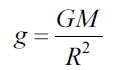 g = GM / R²